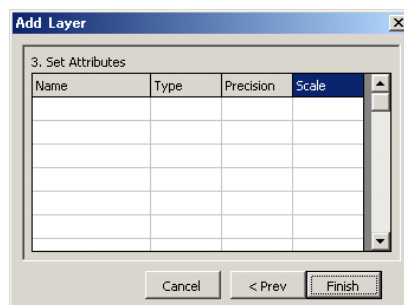 Add Layer
3. Set Attributes
Name Type Precision Scale
Cancel < Prev Finish